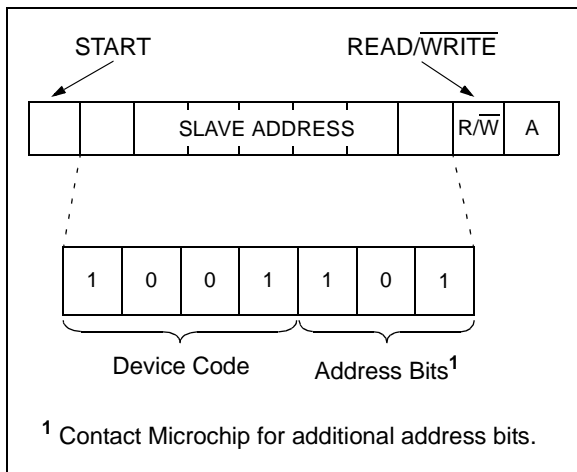 START READ/WRITE
SLAVE ADDRESS R/W A
1 0 0 1 1 0 1
Device Code Address Bits1
1 Contact Microchip for additional address bits.